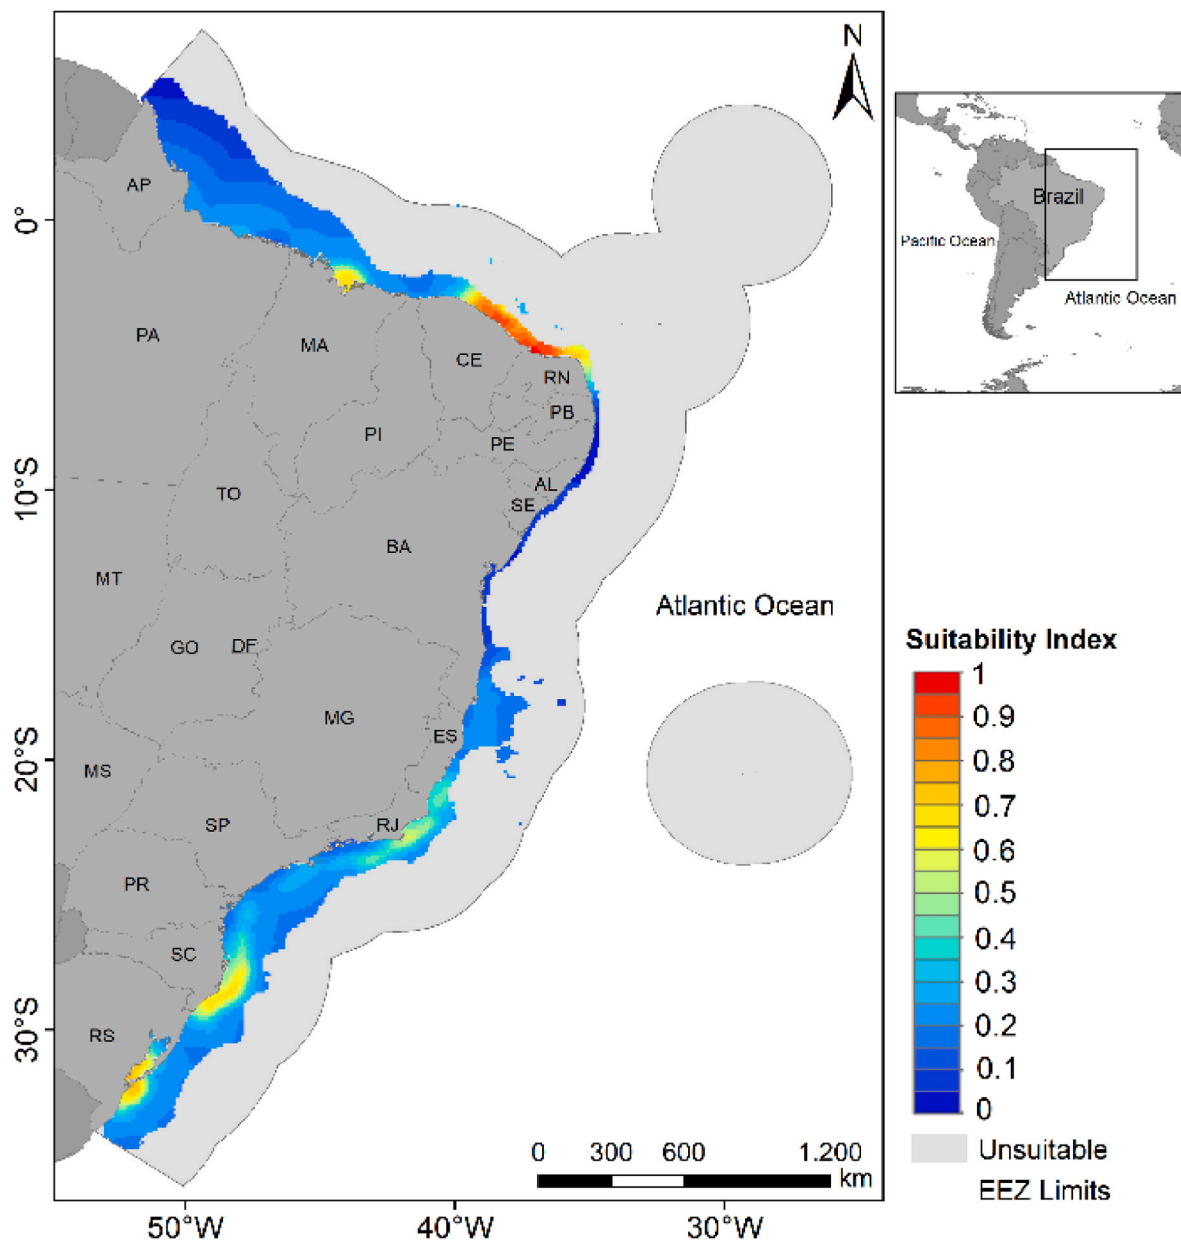 N
AP
PA
MA
CE
RN
PB
PI
PE
AL
SE
TO
BA
MT
GO
DF
MG
ES
MS
SP
RJ
PR
SC
RS
Atlantic Ocean
0°
10°S
20°S
30°S
50°W
40°W
30°W
0 300 600 1.200
km
Brazil
Pacific Ocean
Atlantic Ocean
Suitability Index
1
0.9
0.8
0.7
0.6
0.5
0.4
0.3
0.2
0.1
0
Unsuitable
EEZ Limits